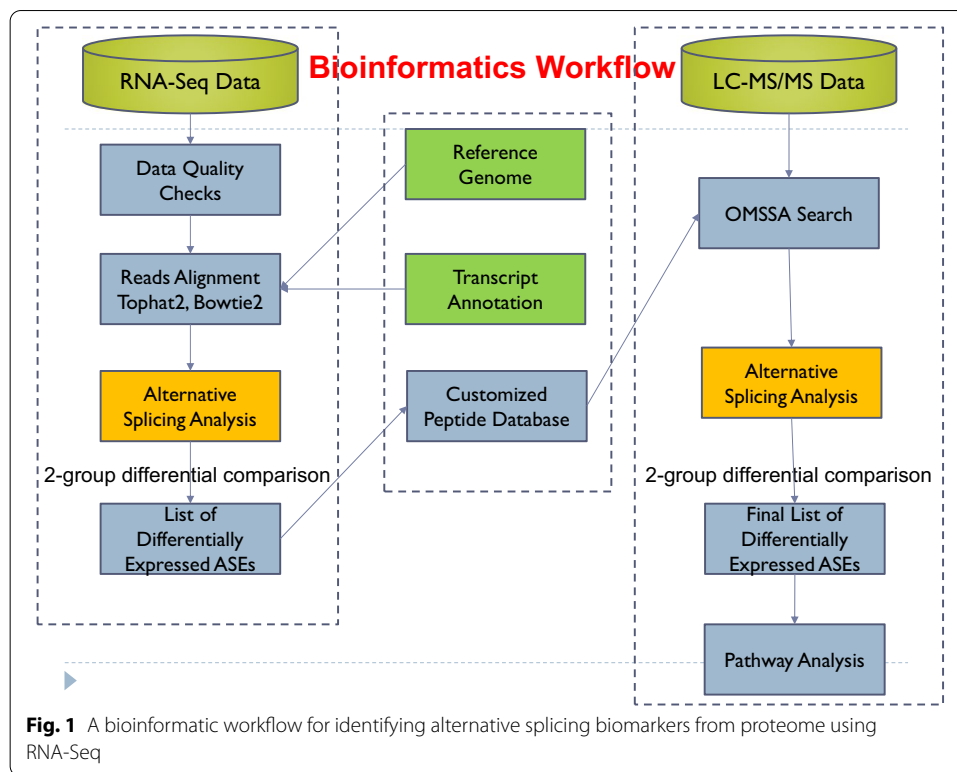 Bioinformatics Workflow
RNA-Seq Data
Data Quality
Checks
Reads Alignment
Tophat2, Bowtie2
Alternative
Splicing Analysis
2-group differential comparison
List of
Differentially
Expressed ASEs
Reference
Genome
Transcript
Annotation
Customized
Peptide Database
LC-MS/MS Data
OMSSA Search
Alternative
Splicing Analysis
2-group differential comparison
Final List of
Differentially
Expressed ASEs
Pathway Analysis
Fig. 1 A bioinformatic workflow for identifying alternative splicing biomarkers from proteome using
RNA-Seq